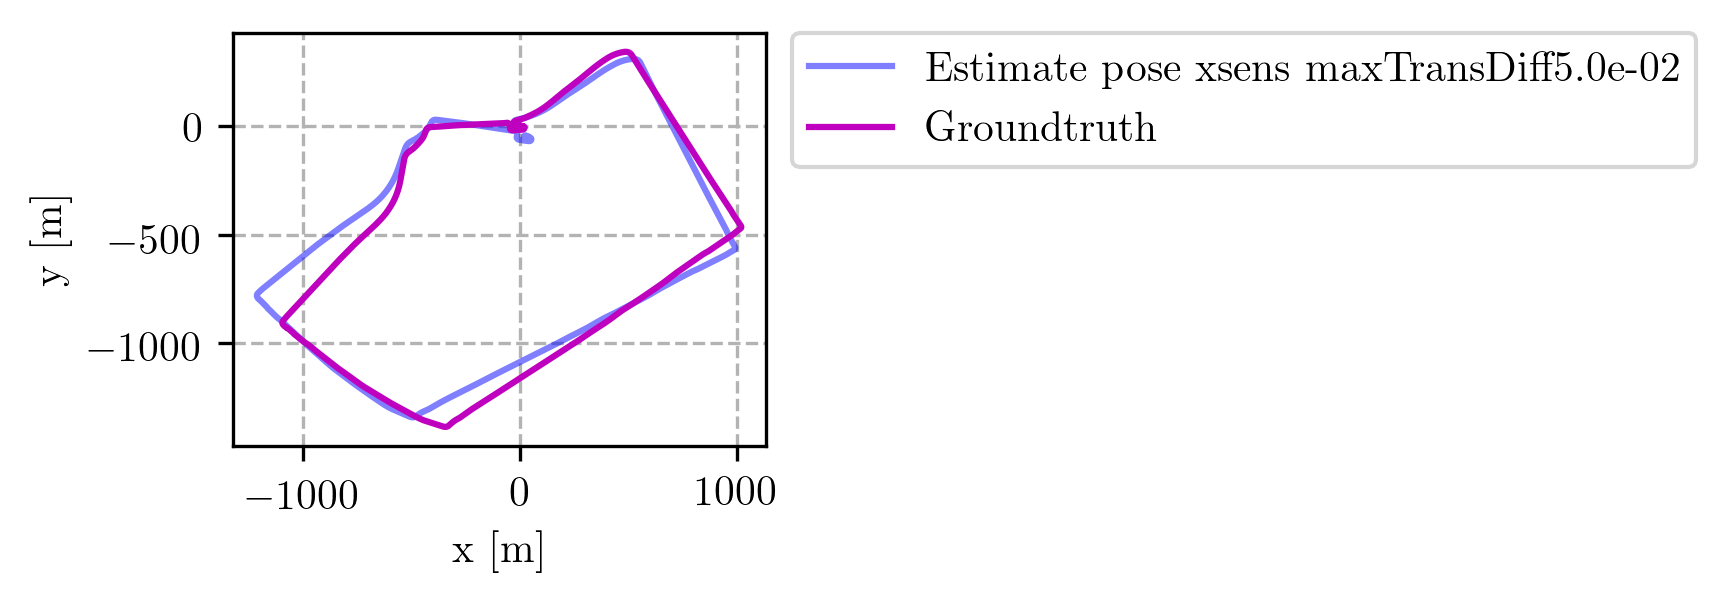 Estimate pose xsens maxTransDiff5.0e-02
Groundtruth
0
−500
−1000
y [m]
−1000
0
1000
x [m]